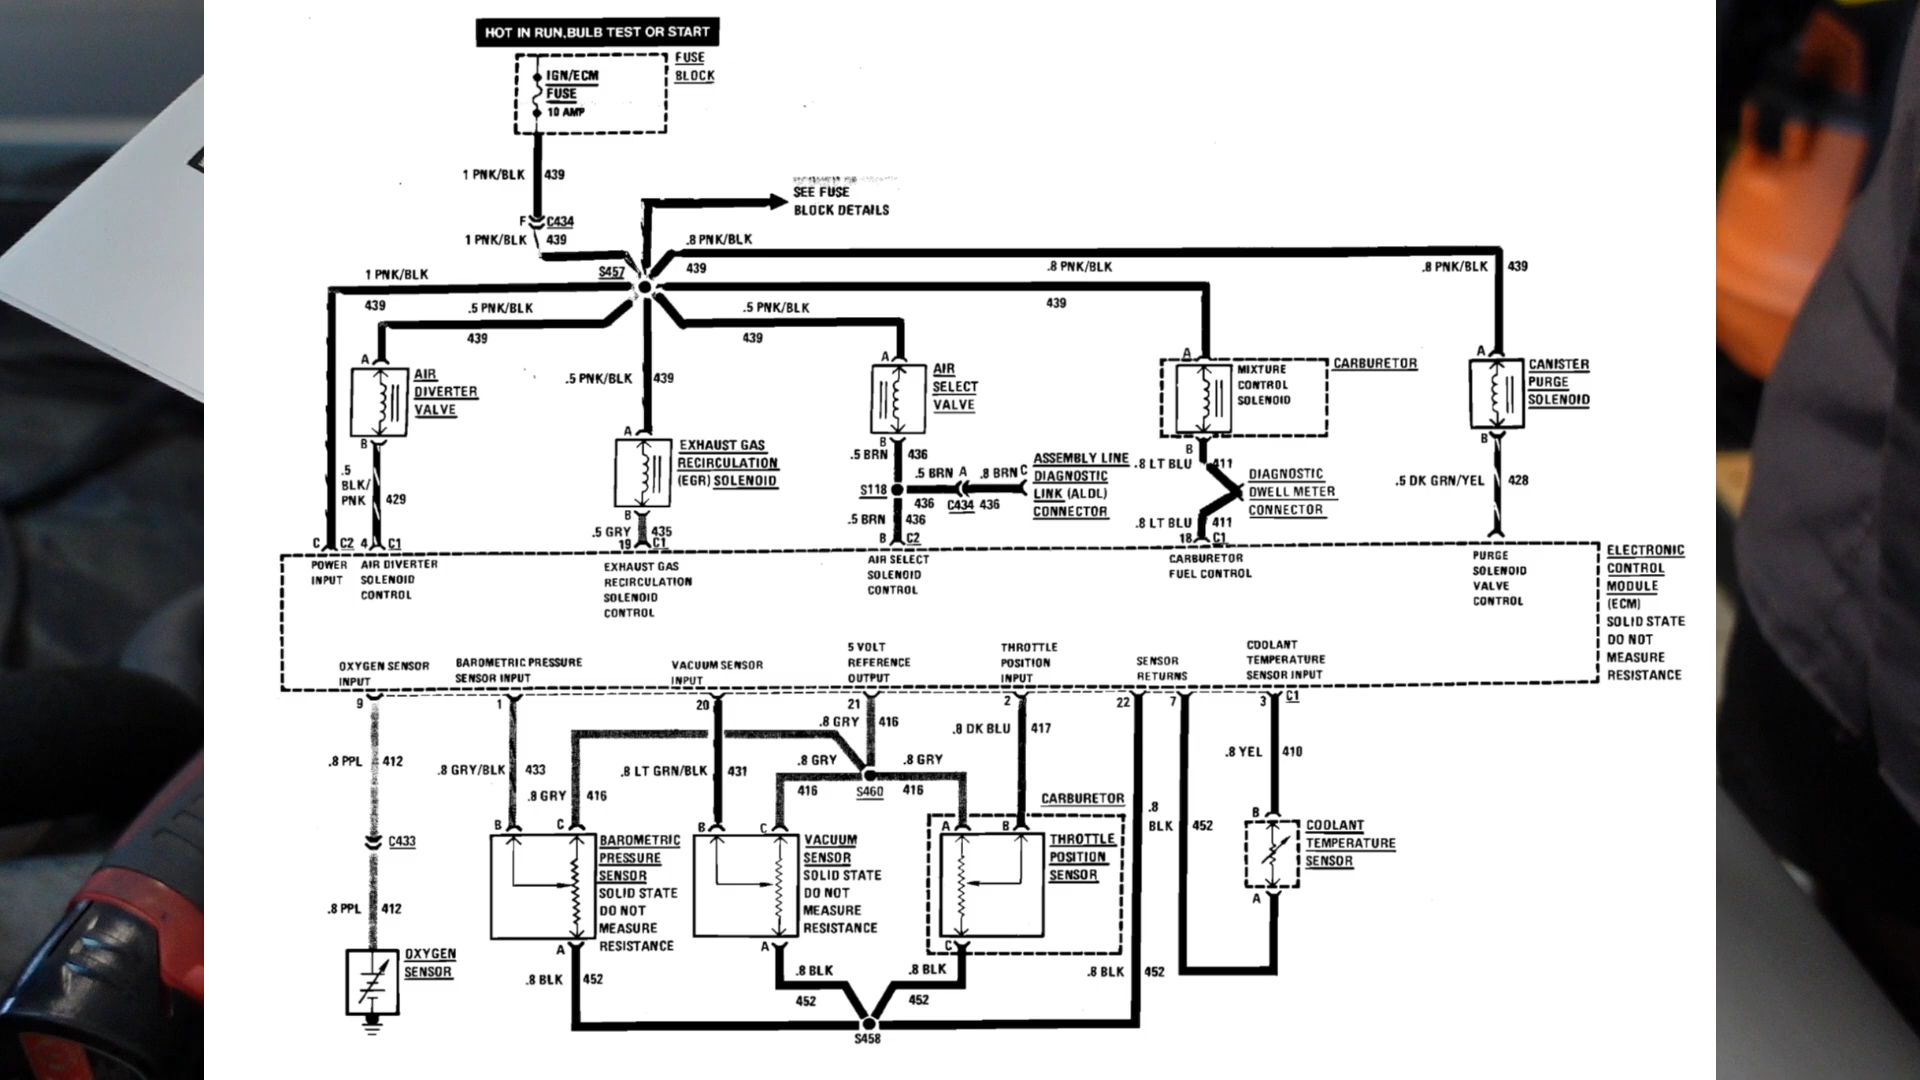 HOT IN RUN,BULB TEST OR START
FUSE
BLOCK
IGN/ECM
FUSE
10 AMP
1 PNK/BLK
439
F
C434
1 PNK/BLK
439
SEE FUSE
BLOCK DETAILS
S457
.8 PNK/BLK
439
1 PNK/BLK
439
.8 PNK/BLK
439
.8 PNK/BLK
439
.5 PNK/BLK
439
.5 PNK/BLK
439
A
AIR
DIVERTER
VALVE
B
.5 PNK/BLK
439
A
EXHAUST GAS
RECIRCULATION
(EGR) SOLENOID
B
A
AIR
SELECT
VALVE
B
A
MIXTURE
CONTROL
SOLENOID
CARBURETOR
B
A
CANISTER
PURGE
SOLENOID
B
.5
BLK/
PNK
429
.5 GRY
435
.5 BRN
436
S118
.5 BRN
A
.8 BRN
C
436
C434
436
ASSEMBLY LINE
DIAGNOSTIC
LINK (ALDL)
CONNECTOR
.5 BRN
436
.8 LT BLU
411
DIAGNOSTIC
DWELL METER
CONNECTOR
.8 LT BLU
411
.5 DK GRN/YEL
428
C
C2
4
C1
19
C1
B
C2
18
C1
POWER
INPUT
AIR DIVERTER
SOLENOID
CONTROL
EXHAUST GAS
RECIRCULATION
SOLENOID
CONTROL
AIR SELECT
SOLENOID
CONTROL
CARBURETOR
FUEL CONTROL
PURGE
SOLENOID
VALVE
CONTROL
ELECTRONIC
CONTROL
MODULE
(ECM)
SOLID STATE
DO NOT
MEASURE
RESISTANCE
OXYGEN SENSOR
INPUT
BAROMETRIC PRESSURE
SENSOR INPUT
VACUUM SENSOR
INPUT
5 VOLT
REFERENCE
OUTPUT
THROTTLE
POSITION
INPUT
SENSOR
RETURNS
COOLANT
TEMPERATURE
SENSOR INPUT
9
1
20
21
2
22
7
3
C1
.8 PPL
412
.8 GRY/BLK
433
.8 GRY
416
.8 LT GRN/BLK
431
.8 GRY
416
.8 GRY
416
.8 GRY
416
S460
.8 DK BLU
417
.8
BLK
452
.8 YEL
410
C433
.8 PPL
412
OXYGEN
SENSOR
B
C
BAROMETRIC
PRESSURE
SENSOR
SOLID STATE
DO NOT
MEASURE
RESISTANCE
A
B
C
VACUUM
SENSOR
SOLID STATE
DO NOT
MEASURE
RESISTANCE
A
CARBURETOR
A
B
THROTTLE
POSITION
SENSOR
C
B
COOLANT
TEMPERATURE
SENSOR
A
.8 BLK
452
.8 BLK
452
.8 BLK
452
.8 BLK
452
S458